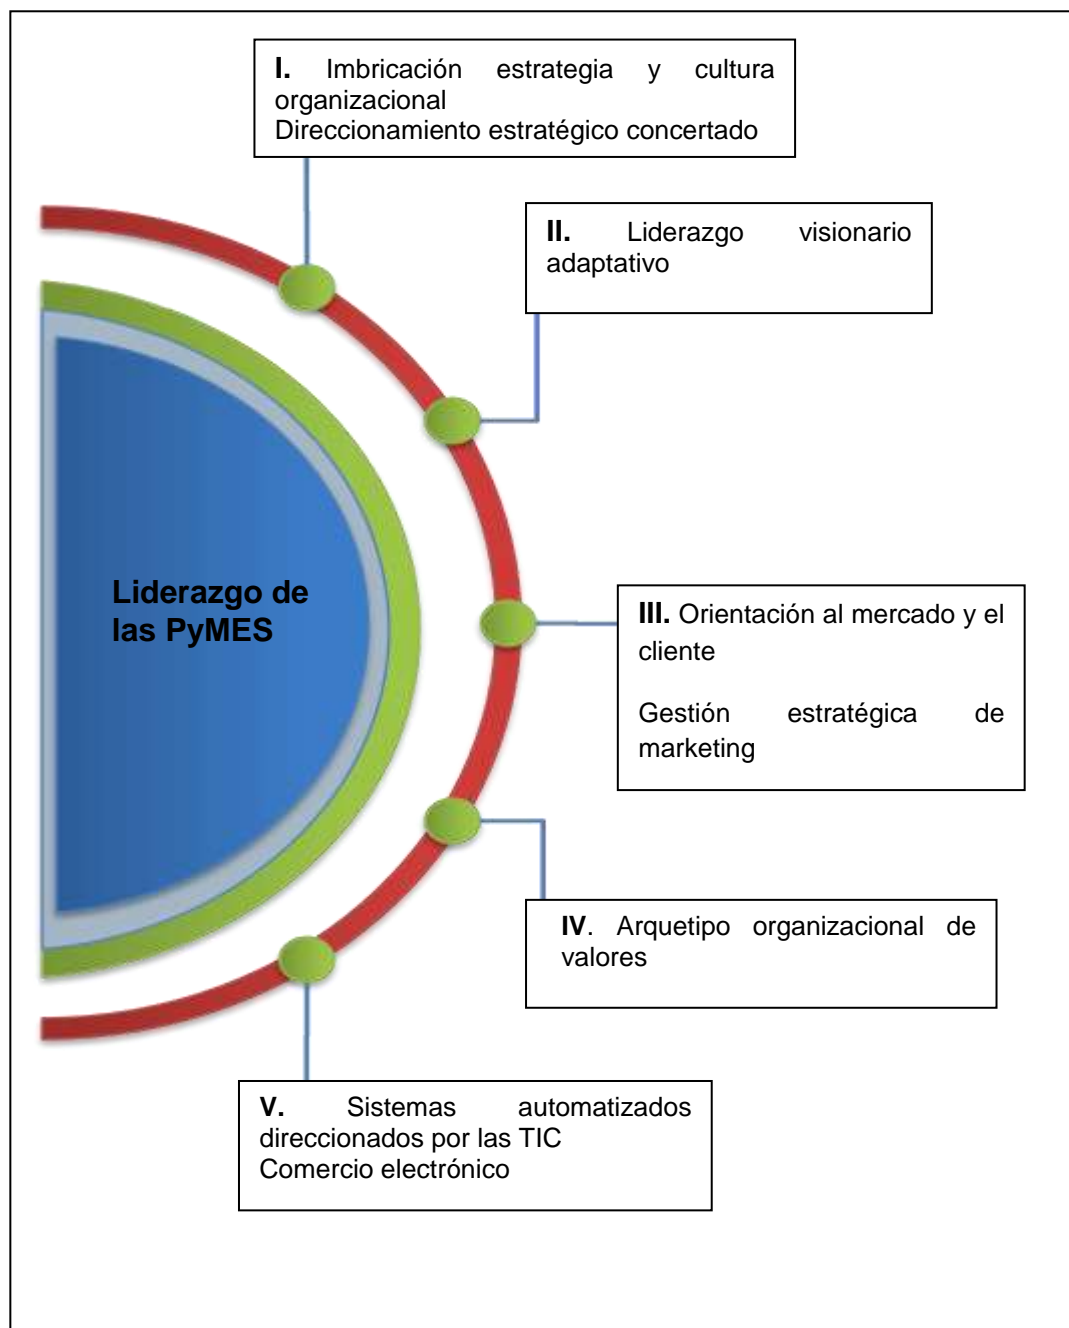 I. Imbricación estrategia y cultura
organizacional
Direccionamiento estratégico concertado
II. Liderazgo visionario
adaptativo
Liderazgo de
las PyMES
III. Orientación al mercado y el
cliente
Gestión estratégica de
marketing
IV. Arquetipo organizacional de
valores
V. Sistemas automatizados
direccionados por las TIC
Comercio electrónico